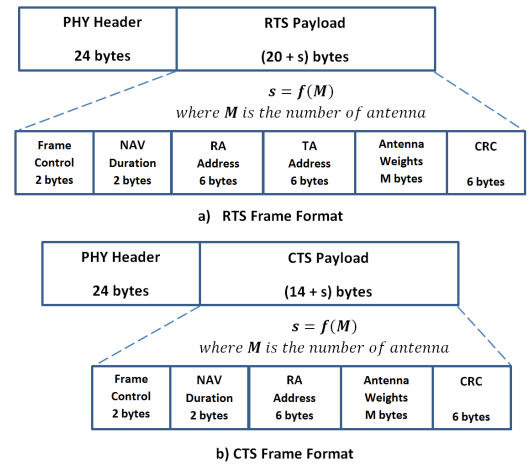 PHY Header
24 bytes
RTS Payload
(20 + s) bytes
s = f(M)
where M is the number of antenna
Frame
Control
2 bytes
NAV
Duration
2 bytes
RA
Address
6 bytes
TA
Address
6 bytes
Antenna
Weights
M bytes
CRC
6 bytes
a) RTS Frame Format
PHY Header
24 bytes
CTS Payload
(14 + s) bytes
s = f(M)
where M is the number of antenna
Frame
Control
2 bytes
NAV
Duration
2 bytes
RA
Address
6 bytes
Antenna
Weights
M bytes
CRC
6 bytes
b) CTS Frame Format